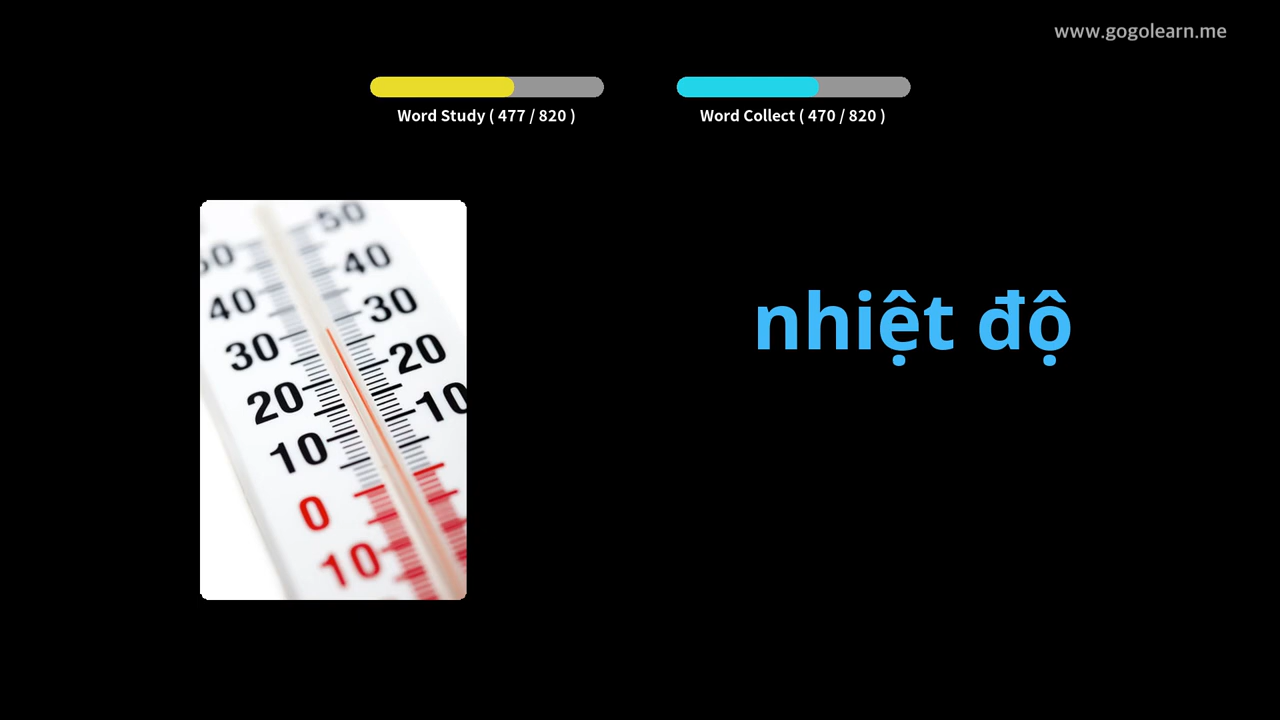 www.gogolearn.me
Word Study ( 477 / 820 )
Word Collect ( 470 / 820 )
nhiệt độ
50
40
40
30
30
20
20
10
10
0
10